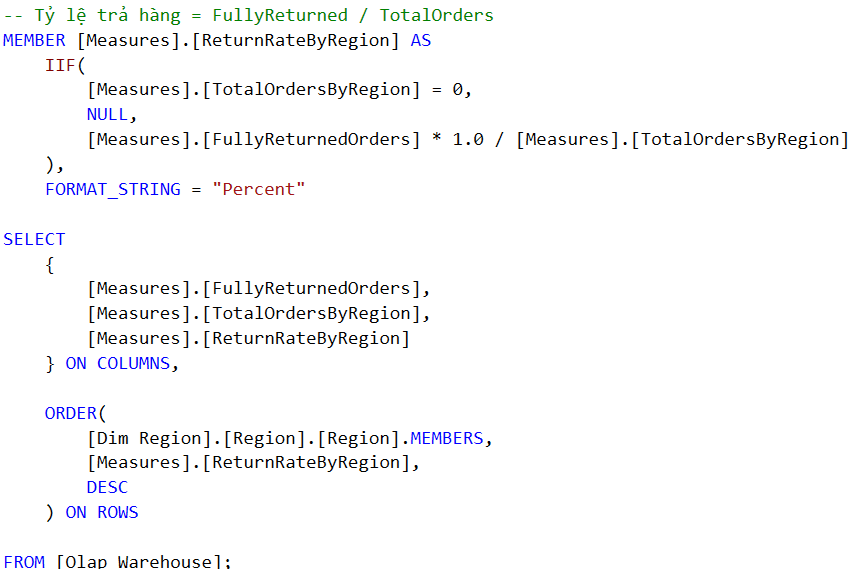 -- Tỷ lệ trả hàng = FullyReturned / TotalOrders
MEMBER [Measures].[ReturnRateByRegion] AS
    IIF(
        [Measures].[TotalOrdersByRegion] = 0,
        NULL,
        [Measures].[FullyReturnedOrders] * 1.0 / [Measures].[TotalOrdersByRegion]
    ),
    FORMAT_STRING = "Percent"
SELECT
    {
        [Measures].[FullyReturnedOrders],
        [Measures].[TotalOrdersByRegion],
        [Measures].[ReturnRateByRegion]
    } ON COLUMNS,
    ORDER(
        [Dim Region].[Region].[Region].MEMBERS,
        [Measures].[ReturnRateByRegion],
        DESC
    ) ON ROWS
FROM [Olap Warehouse];